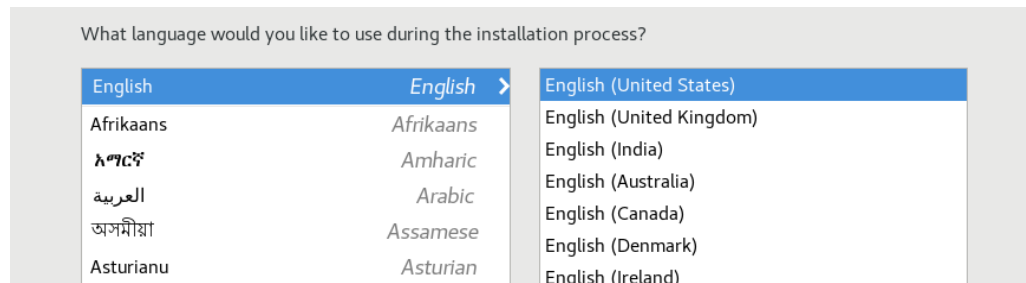 What language would you like to use during the installation process?
English English
Afrikaans Afrikaans
አማርኛ Amharic
العربية Arabic
অসমীয়া Assamese
Asturianu Asturian
English (United States)
English (United Kingdom)
English (India)
English (Australia)
English (Canada)
English (Denmark)
English (Ireland)